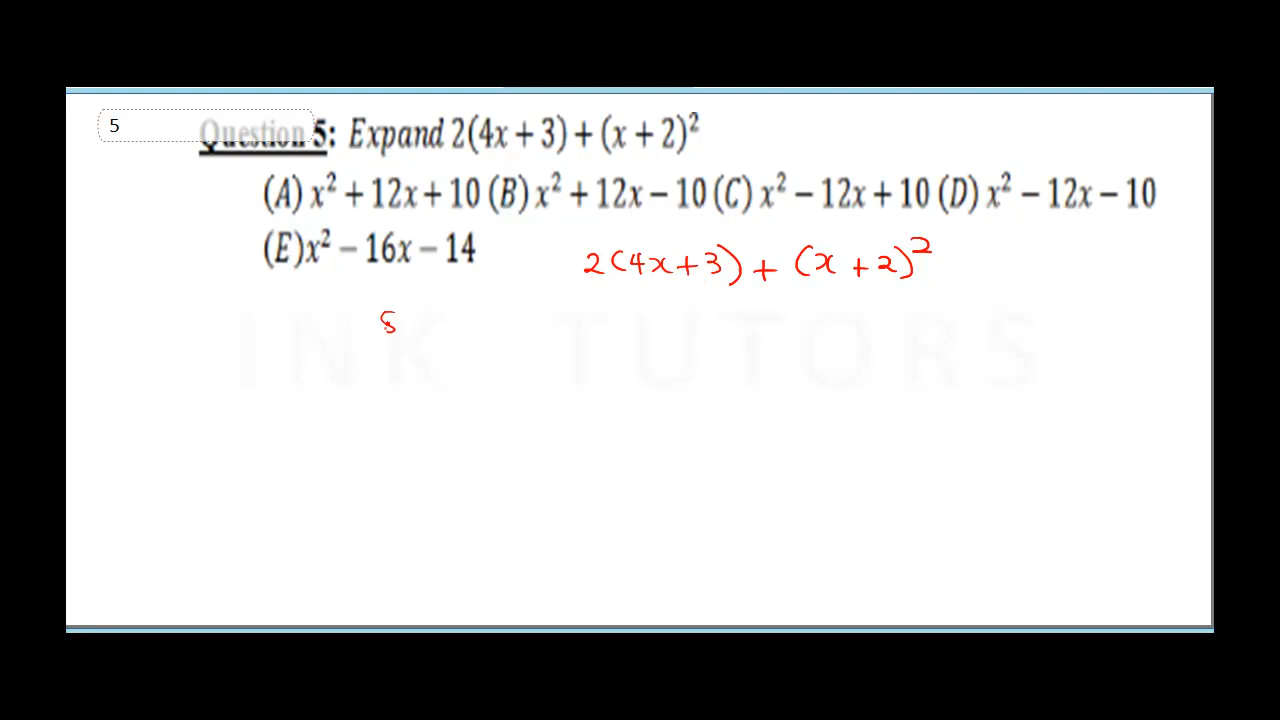 5
Question 5: Expand 2(4x + 3) + (x + 2)²
(A) x² + 12x + 10 (B) x² + 12x − 10 (C) x² − 12x + 10 (D) x² − 12x − 10
(E)x² − 16x − 14
2(4x+3) + (x + 2)²
8
INK TUTORS